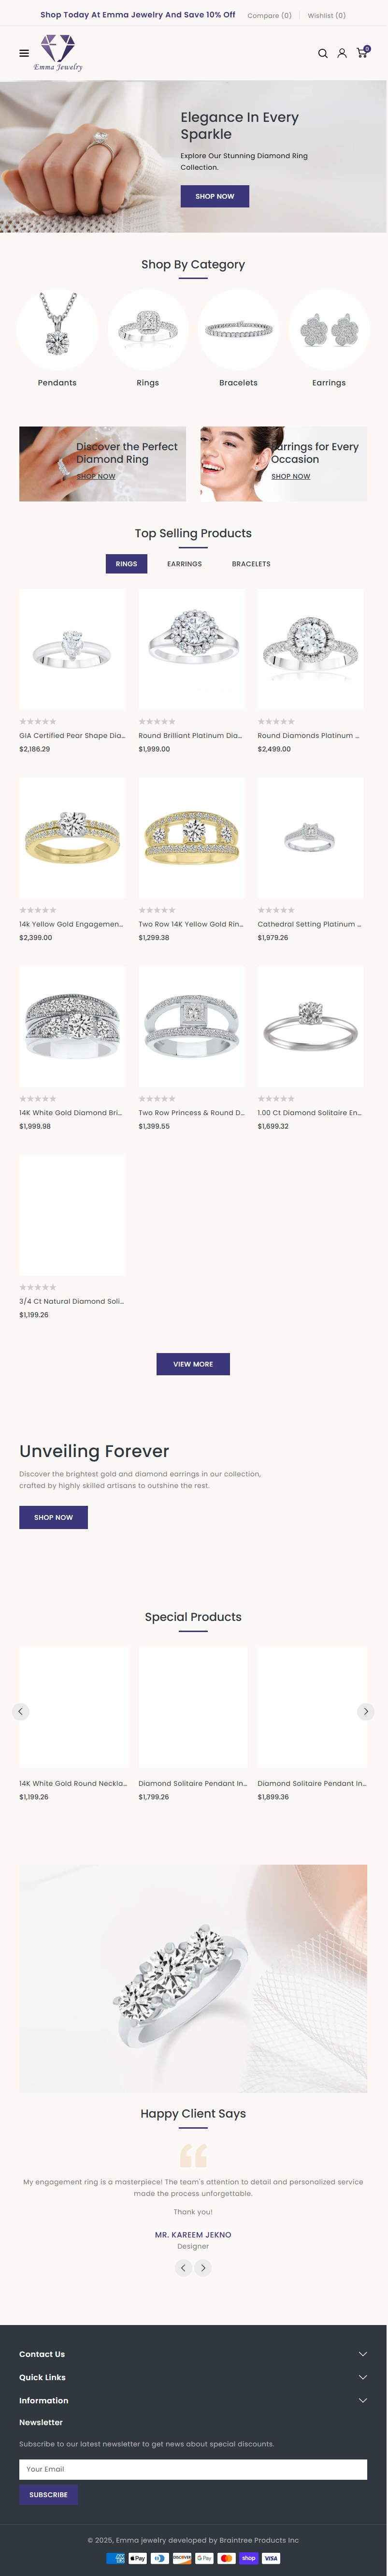 Shop Today At Emma Jewelry And Save 10% Off
Compare (0)
Wishlist (0)
Emma Jewelry
0
Elegance In Every
Sparkle
Explore Our Stunning Diamond Ring
Collection.
SHOP NOW
Shop By Category
Pendants
Rings
Bracelets
Earrings
Discover the Perfect
Diamond Ring
SHOP NOW
Earrings for Every
Occasion
SHOP NOW
Top Selling Products
RINGS
EARRINGS
BRACELETS
GIA Certified Pear Shape Dia...
$2,186.29
Round Brilliant Platinum Dia...
$1,999.00
Round Diamonds Platinum ...
$2,499.00
14k Yellow Gold Engagemen...
$2,399.00
Two Row 14K Yellow Gold Rin...
$1,299.38
Cathedral Setting Platinum ...
$1,979.26
14K White Gold Diamond Bri...
$1,999.98
Two Row Princess & Round D...
$1,399.55
1.00 Ct Diamond Solitaire En...
$1,699.32
3/4 Ct Natural Diamond Soli...
$1,199.26
VIEW MORE
Unveiling Forever
Discover the brightest gold and diamond earrings in our collection,
crafted by highly skilled artisans to outshine the rest.
SHOP NOW
Special Products
14K White Gold Round Neckla...
$1,199.26
Diamond Solitaire Pendant In...
$1,799.26
Diamond Solitaire Pendant In...
$1,899.36
Happy Client Says
My engagement ring is a masterpiece! The team's attention to detail and personalized service
made the process unforgettable.
Thank you!
MR. KAREEM JEKNO
Designer
Contact Us
Quick Links
Information
Newsletter
Subscribe to our latest newsletter to get news about special discounts.
Your Email
SUBSCRIBE
© 2025, Emma jewelry developed by Braintree Products Inc
Pay
DISCOVER
G Pay
shop
VISA